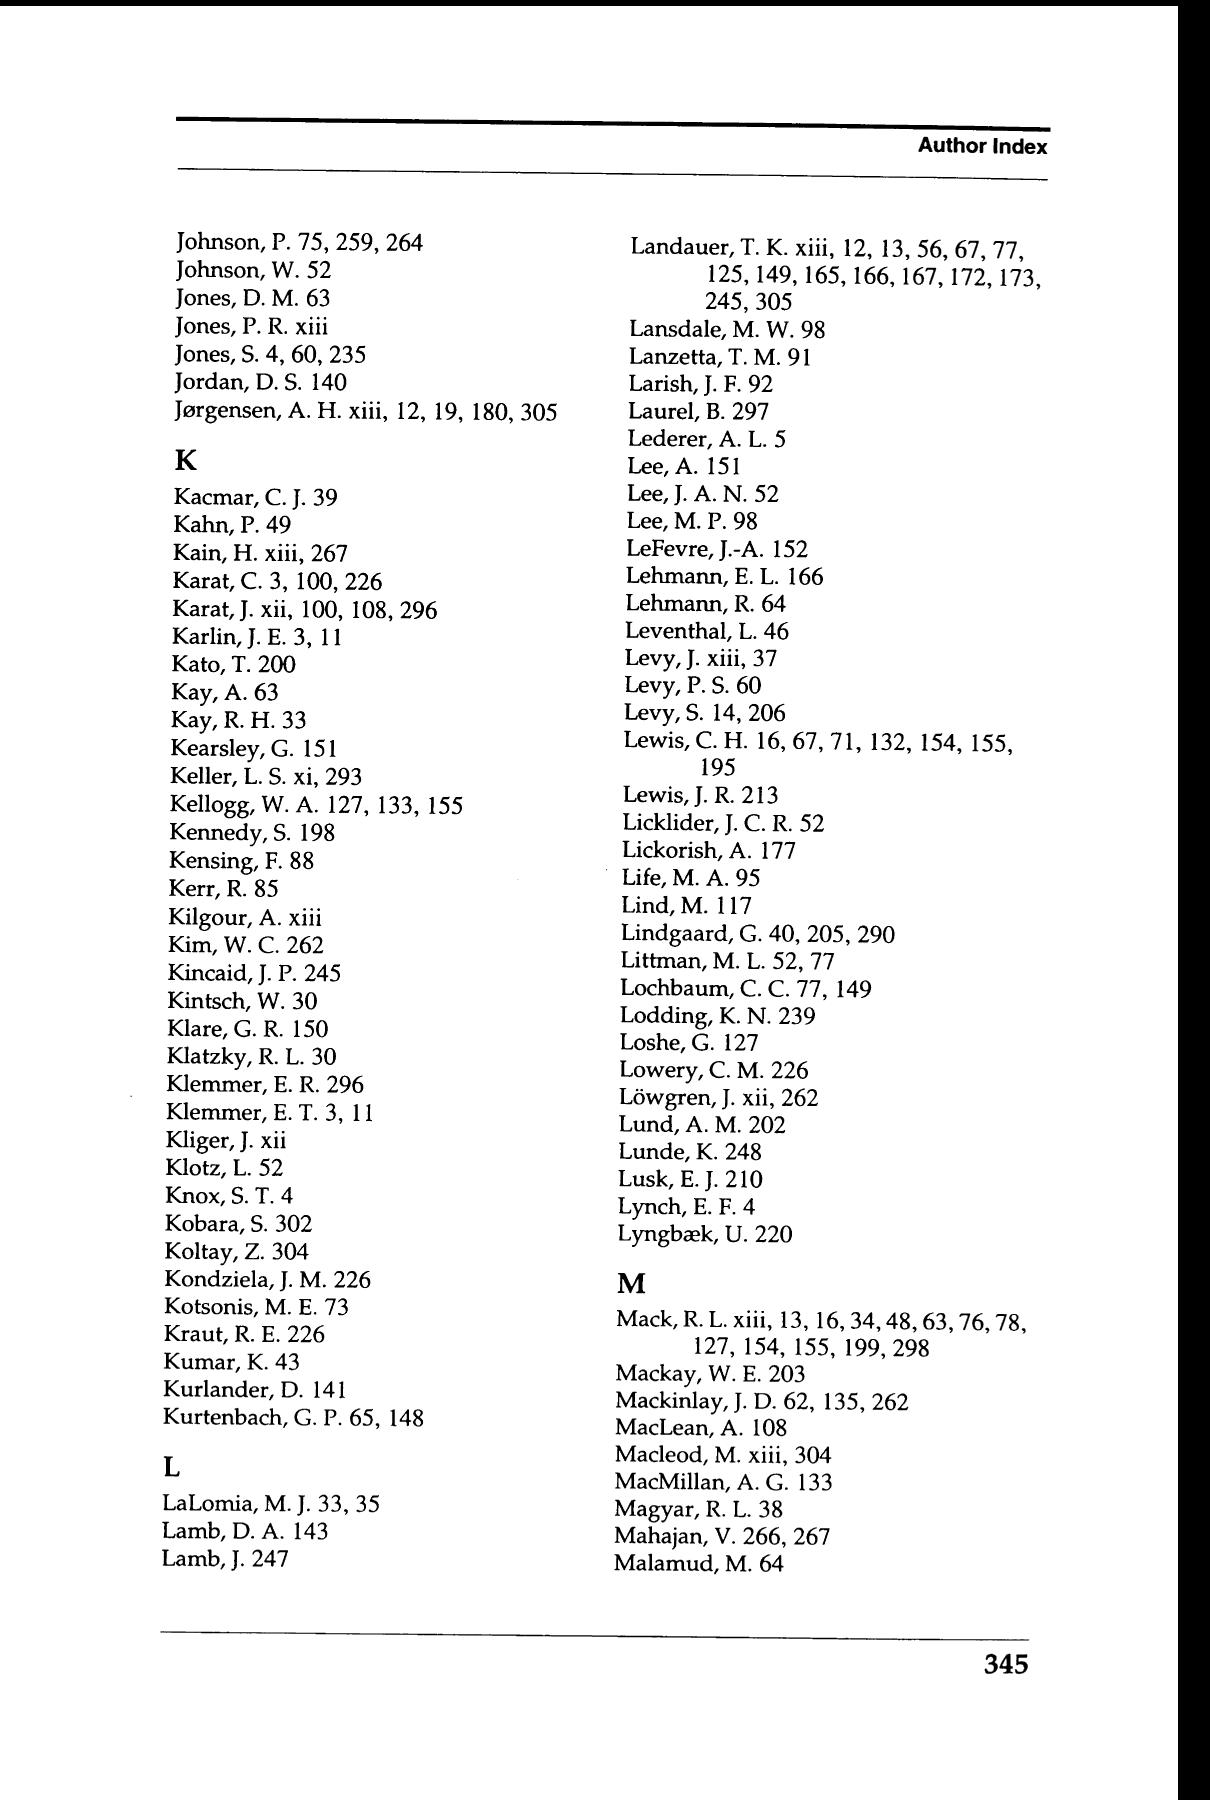 Author Index
Johnson, P. 75, 259, 264
Johnson, W. 52
Jones, D. M. 63
Jones, P. R. xiii
Jones, S. 4, 60, 235
Jordan, D. S. 140
Jørgensen, A. H. xiii, 12, 19, 180, 305
K
Kacmar, C. J. 39
Kahn, P. 49
Kain, H. xiii, 267
Karat, C. 3, 100, 226
Karat, J. xii, 100, 108, 296
Karlin, J. E. 3, 11
Kato, T. 200
Kay, A. 63
Kay, R. H. 33
Kearsley, G. 151
Keller, L. S. xi, 293
Kellogg, W. A. 127, 133, 155
Kennedy, S. 198
Kensing, F. 88
Kerr, R. 85
Kilgour, A. xiii
Kim, W. C. 262
Kincaid, J. P. 245
Kintsch, W. 30
Klare, G. R. 150
Klatzky, R. L. 30
Klemmer, E. R. 296
Klemmer, E. T. 3, 11
Kliger, J. xii
Klotz, L. 52
Knox, S. T. 4
Kobara, S. 302
Koltay, Z. 304
Kondziela, J. M. 226
Kotsonis, M. E. 73
Kraut, R. E. 226
Kumar, K. 43
Kurlander, D. 141
Kurtenbach, G. P. 65, 148
L
LaLomia, M. J. 33, 35
Lamb, D. A. 143
Lamb, J. 247
Landauer, T. K. xiii, 12, 13, 56, 67, 77,
125, 149, 165, 166, 167, 172, 173,
245, 305
Lansdale, M. W. 98
Lanzetta, T. M. 91
Larish, J. F. 92
Laurel, B. 297
Lederer, A. L. 5
Lee, A. 151
Lee, J. A. N. 52
Lee, M. P. 98
LeFevre, J.-A. 152
Lehmann, E. L. 166
Lehmann, R. 64
Leventhal, L. 46
Levy, J. xiii, 37
Levy, P. S. 60
Levy, S. 14, 206
Lewis, C. H. 16, 67, 71, 132, 154, 155,
195
Lewis, J. R. 213
Licklider, J. C. R. 52
Lickorish, A. 177
Life, M. A. 95
Lind, M. 117
Lindgaard, G. 40, 205, 290
Littman, M. L. 52, 77
Lochbaum, C. C. 77, 149
Lodding, K. N. 239
Loshe, G. 127
Lowery, C. M. 226
Löwgren, J. xii, 262
Lund, A. M. 202
Lunde, K. 248
Lusk, E. J. 210
Lynch, E. F. 4
Lyngbæk, U. 220
M
Mack, R. L. xiii, 13, 16, 34, 48, 63, 76, 78,
127, 154, 155, 199, 298
Mackay, W. E. 203
Mackinlay, J. D. 62, 135, 262
MacLean, A. 108
Macleod, M. xiii, 304
MacMillan, A. G. 133
Magyar, R. L. 38
Mahajan, V. 266, 267
Malamud, M. 64
345